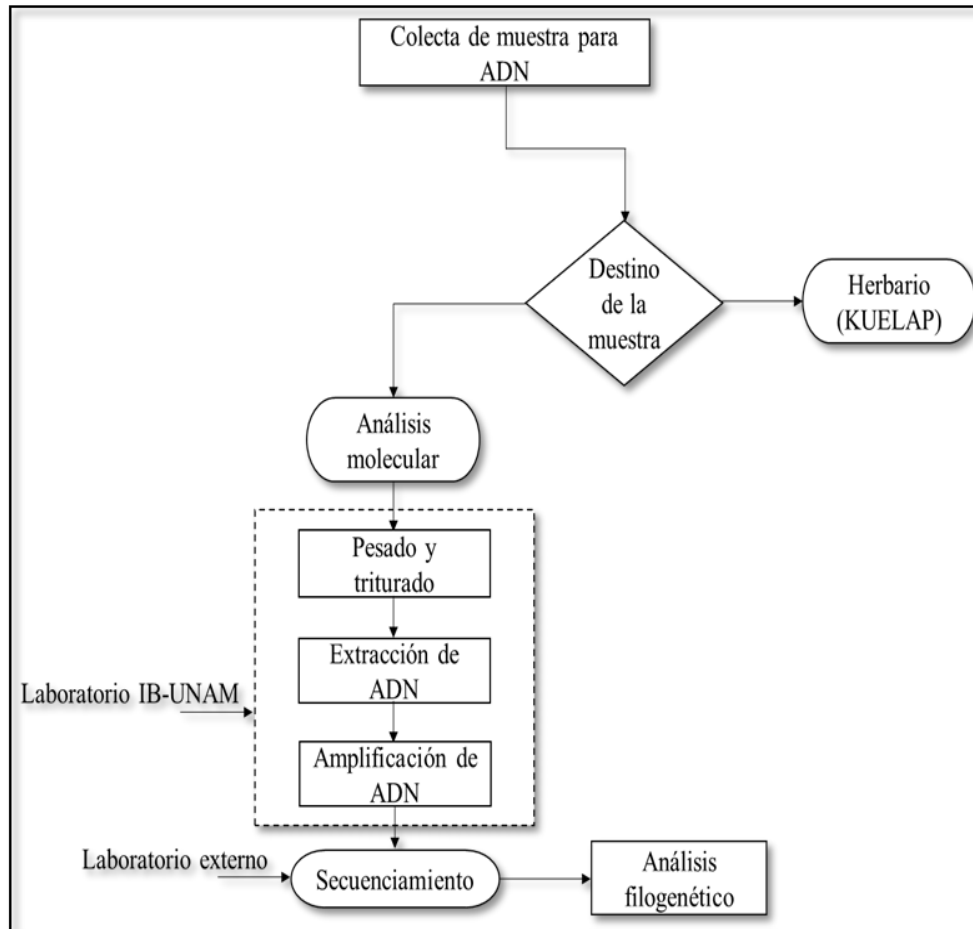 Colecta de muestra para
ADN
Destino
de la
muestra
Herbario
(KUELAP)
Análisis
molecular
Pesado y
triturado
Extracción de
ADN
Laboratorio IB-UNAM
Amplificación de
ADN
Laboratorio externo
Secuenciamiento
Análisis
filogenético